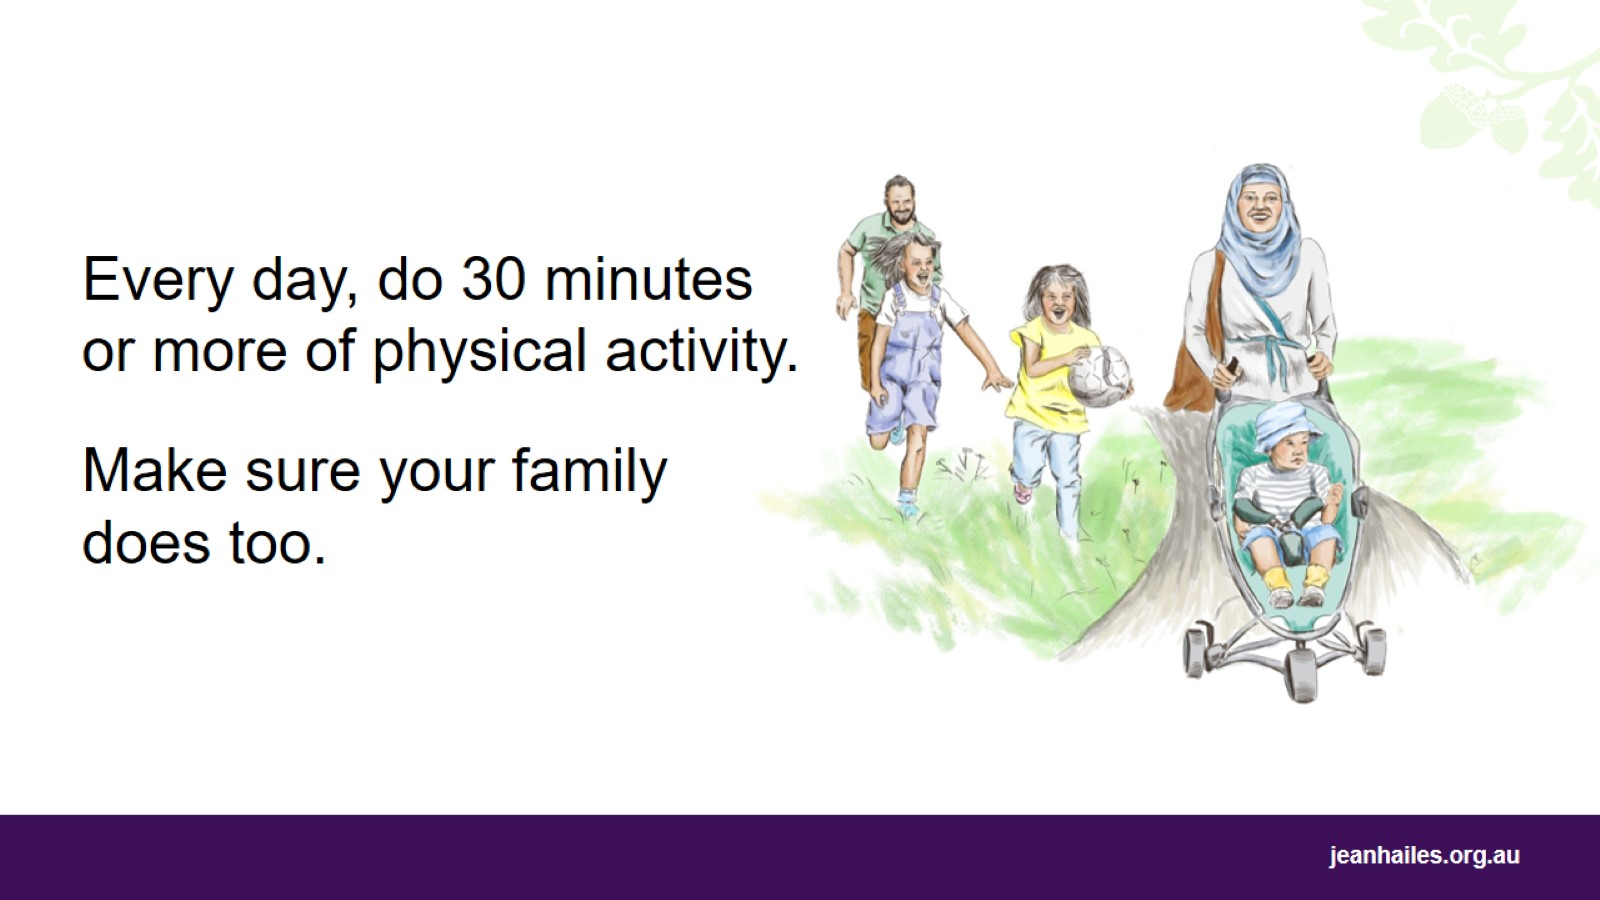 Every day, do 30 minutes
or more of physical activity.
Make sure your family
does too.
jeanhailes.org.au